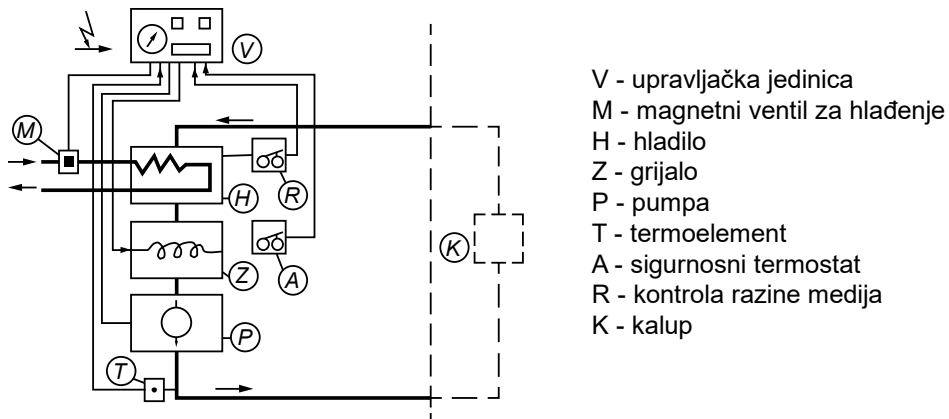 V
M
H
R
Z
A
K
P
T
V - upravljačka jedinica
M - magnetni ventil za hlađenje
H - hladilo
Z - grijalo
P - pumpa
T - termoelement
A - sigurnosni termostat
R - kontrola razine medija
K - kalup